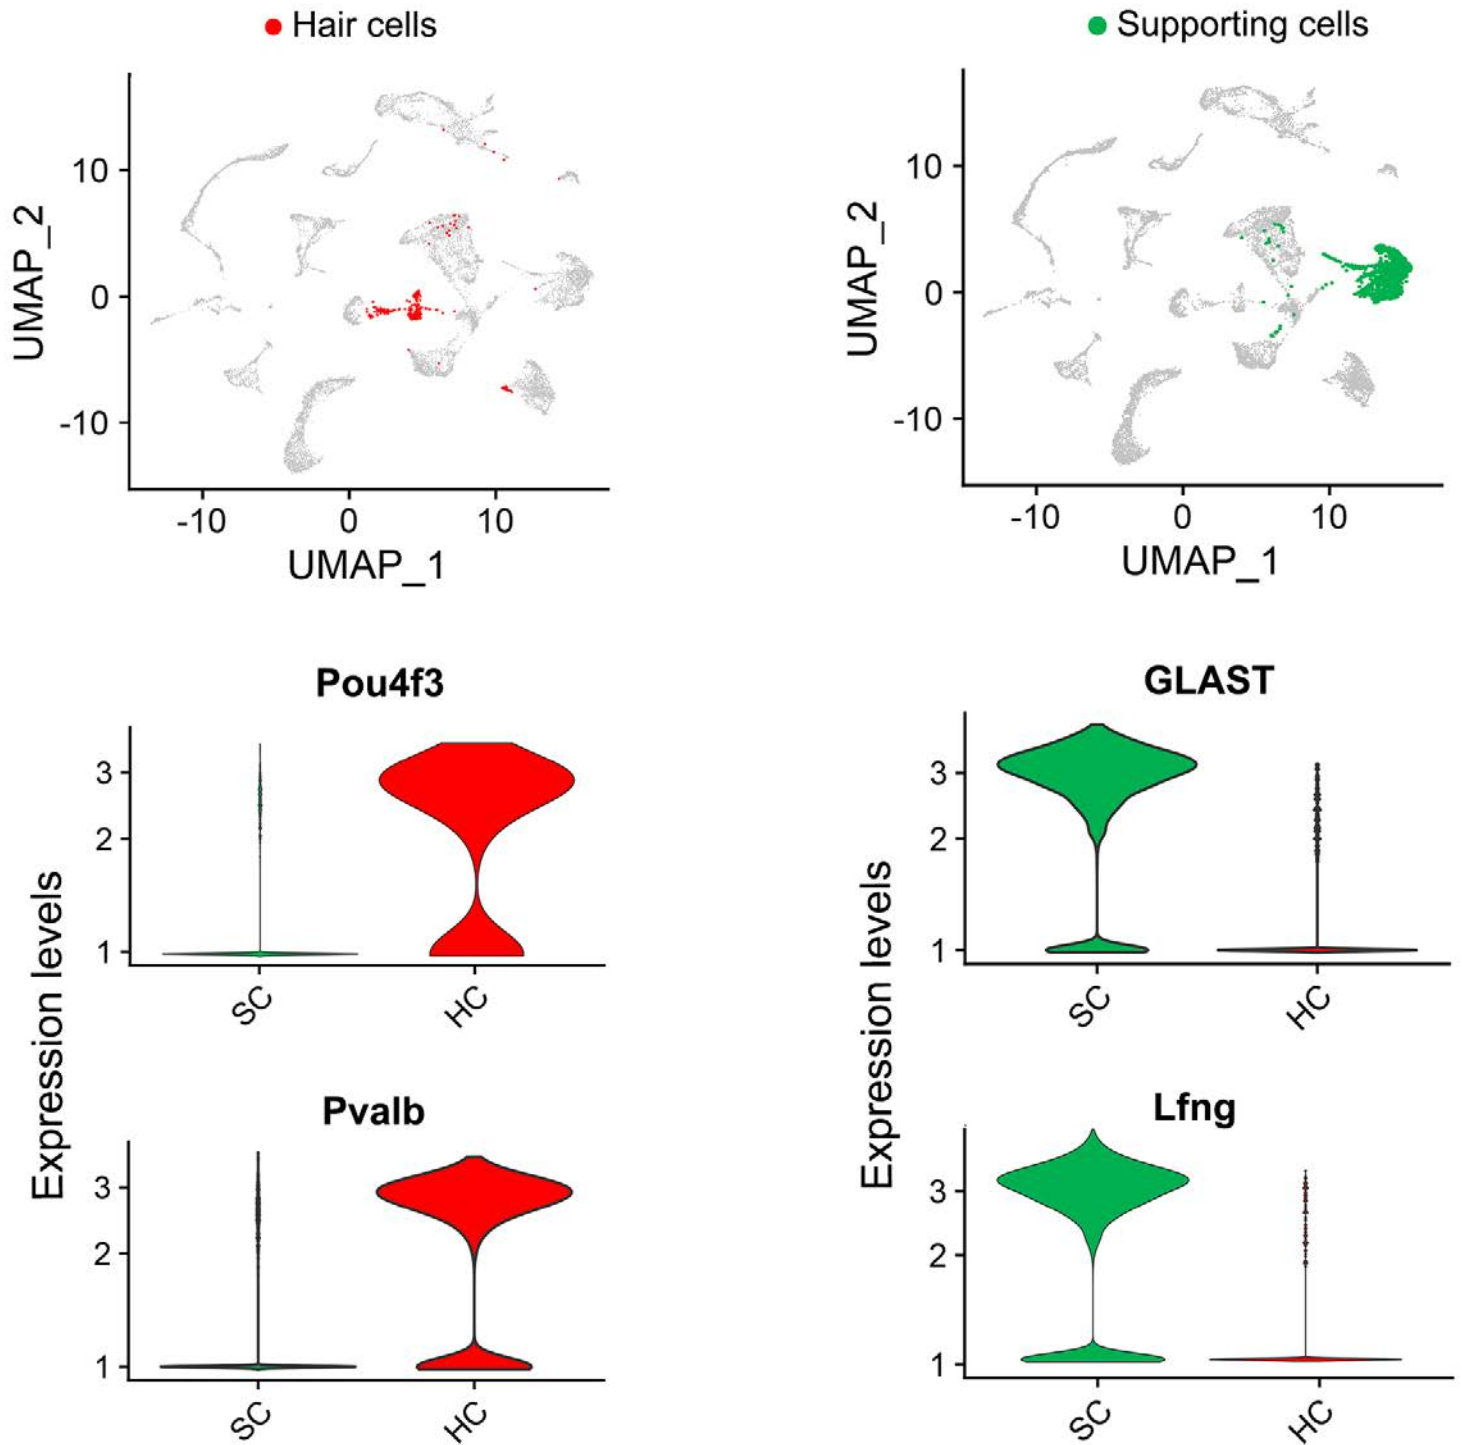 Hair cells
Supporting cells
UMAP_2
10
0
-10
-10 0 10
UMAP_1
UMAP_2
10
0
-10
-10 0 10
UMAP_1
Expression levels
Pou4f3
3
2
1
SC HC
Pvalb
3
2
1
SC HC
Expression levels
GLAST
3
2
1
SC HC
Lfng
3
2
1
SC HC